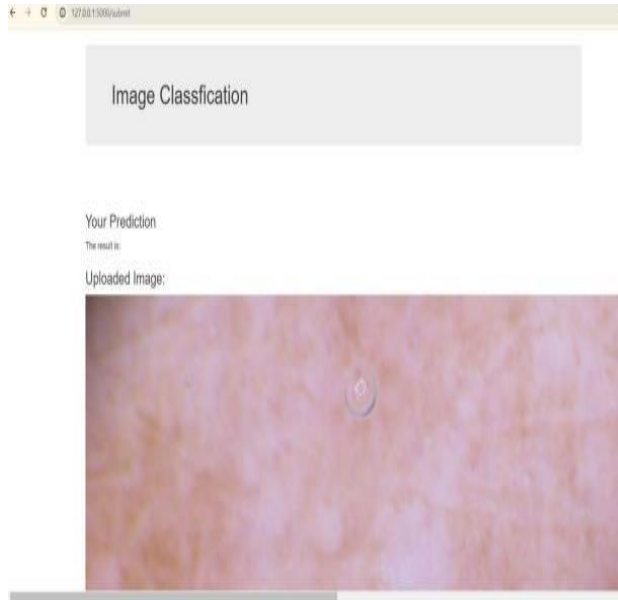 127.0.0.1:5000/submit
Image Classfication
Your Prediction
The result is:
Uploaded Image: